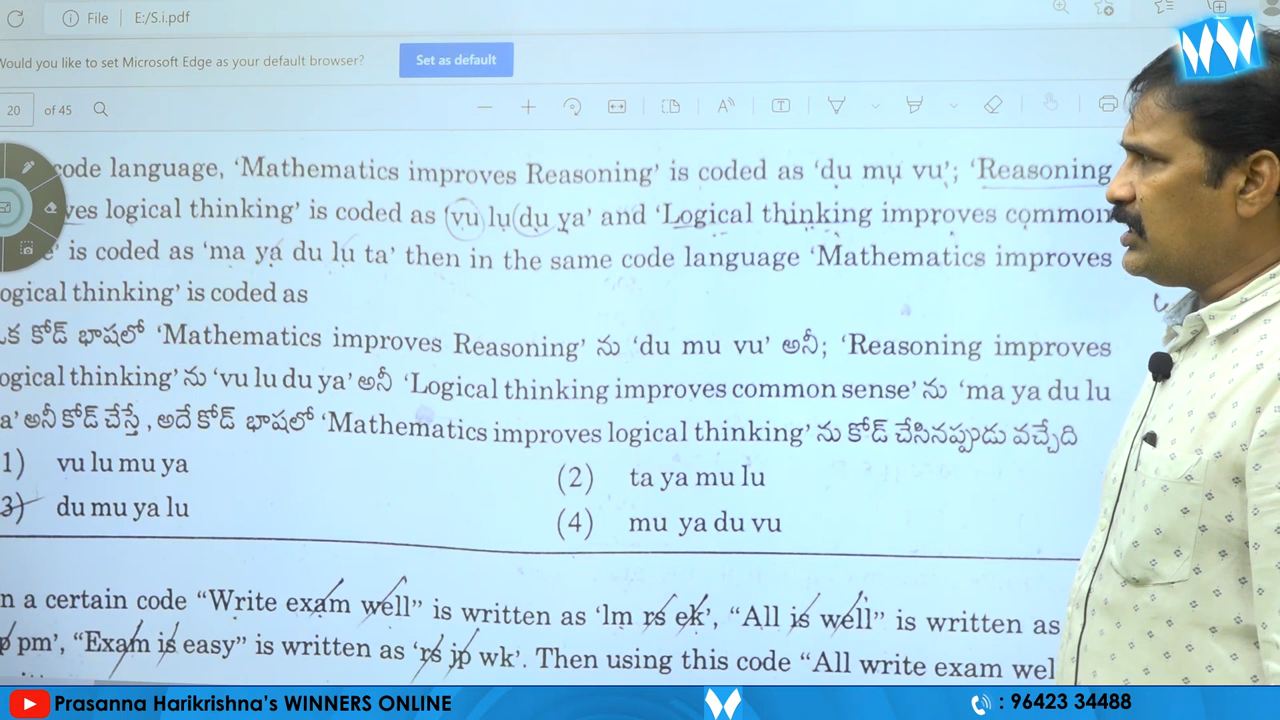 File E:/S.i.pdf
Would you like to set Microsoft Edge as your default browser? Set as default
20 of 45
code language, ‘Mathematics improves Reasoning’ is coded as ‘du mu vu’; ‘Reasoning
ves logical thinking’ is coded as ‘vu lu du ya’ and ‘Logical thinking improves common
e’ is coded as ‘ma ya du lu ta’ then in the same code language ‘Mathematics improves
ogical thinking’ is coded as
ఒక కోడ్ భాషలో ‘Mathematics improves Reasoning’ ను ‘du mu vu’ అనీ; ‘Reasoning improves
ogical thinking’ ను ‘vu lu du ya’ అనీ ‘Logical thinking improves common sense’ ను ‘ma ya du lu
a’ అనీ కోడ్ చేస్తే, అదే కోడ్ భాషలో ‘Mathematics improves logical thinking’ ను కోడ్ చేసినప్పుడు వచ్చేది
1) vu lu mu ya (2) ta ya mu lu
3) du mu ya lu (4) mu ya du vu
n a certain code “Write exam well” is written as ‘lm rs ek’, “All is well” is written as
pm’, “Exam is easy” is written as ‘rs jp wk’. Then using this code “All write exam wel
Prasanna Harikrishna's WINNERS ONLINE : 96423 34488